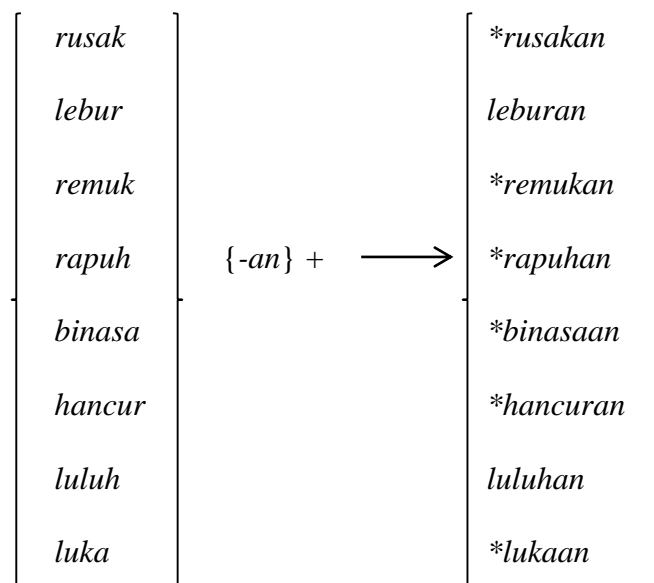 rusak *rusakan
lebur leburan
remuk *remukan
rapuh {-an} + *rapuhan
binasa *binasaan
hancur *hancuran
luluh luluhan
luka *lukaan